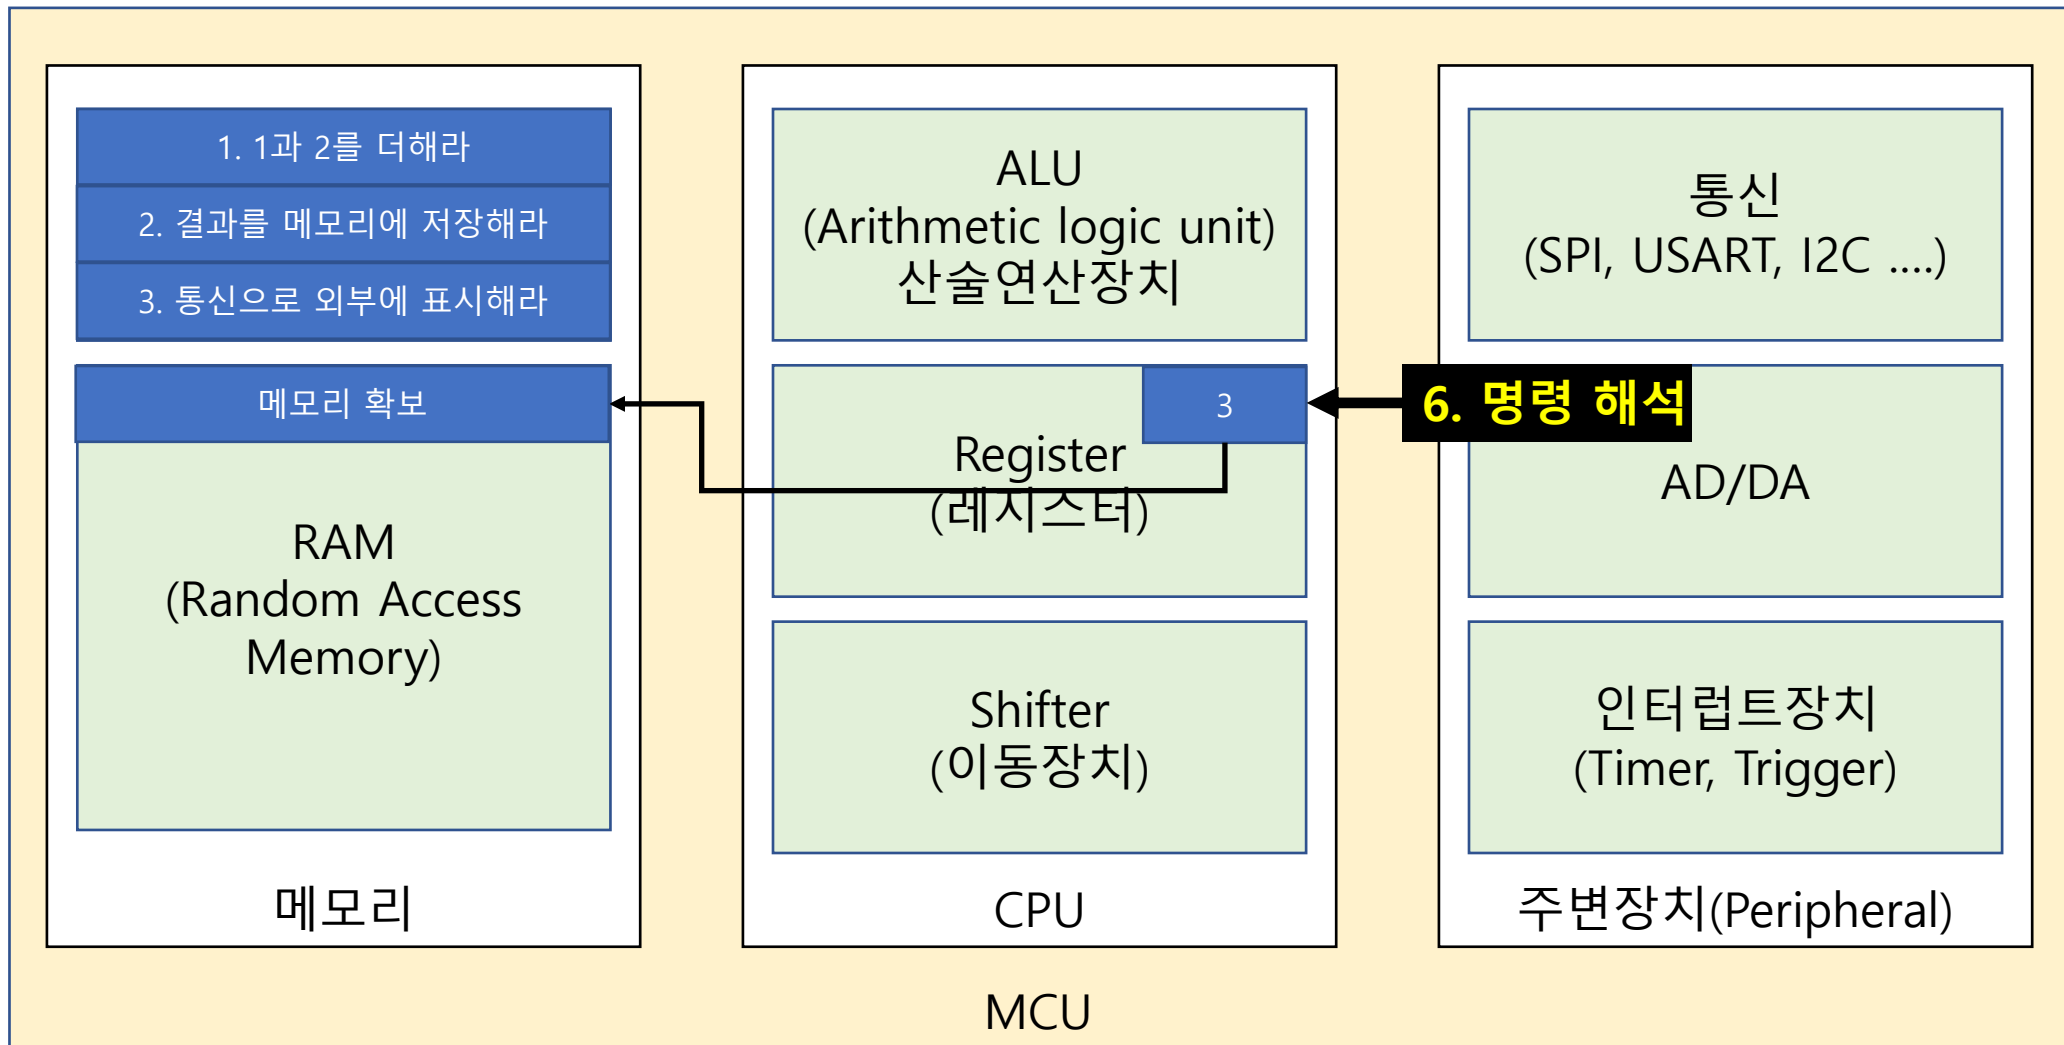 1. 1과 2를 더해라
2. 결과를 메모리에 저장해라
3. 통신으로 외부에 표시해라
메모리 확보
RAM
(Random Access
Memory)
메모리
ALU
(Arithmetic logic unit)
산술연산장치
3
Register
(레지스터)
Shifter
(이동장치)
CPU
통신
(SPI, USART, I2C ....)
6. 명령 해석
AD/DA
인터럽트장치
(Timer, Trigger)
주변장치(Peripheral)
MCU